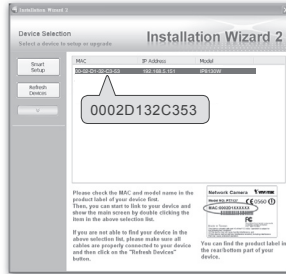 Installation Wizard 2
Device Selection
Select a device to setup or upgrade
Installation Wizard 2
Smart
Setup
Refresh
Devices
MAC IP Address Model
00-02-D1-32-C3-53 192.168.5.151 IP8130W
0002D132C353
Please check the MAC and model name in the
product label of your device first.
Then, you can start to link to your device and
show the main screen by double clicking the
item in the above selection list.
If you are not able to find your device in the
above selection list, please make sure all
cables are properly connected to your device
and then click on the "Refresh Devices"
button.
Network Camera VIVOTEK
0560
FC
You can find the product label in
the rear/bottom part of your
device.